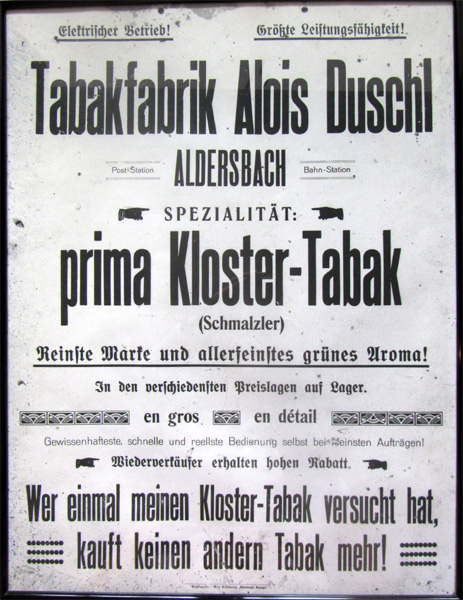 Elektrischer Betrieb! Größte Leistungsfähigkeit!
Tabakfabrik Alois Duschl
Post-Station ALDERSBACH Bahn-Station
SPEZIALITÄT:
prima Kloster-Tabak
(Schmalzler)
Reinste Marke und allerfeinstes grünes Aroma!
In den verschiedensten Preislagen auf Lager.
en gros en détail
Gewissenhafteste, schnelle und reellste Bedienung selbst bei kleinsten Aufträgen!
Wiederverkäufer erhalten hohen Rabatt.
Wer einmal meinen Kloster-Tabak versucht hat,
kauft keinen andern Tabak mehr!